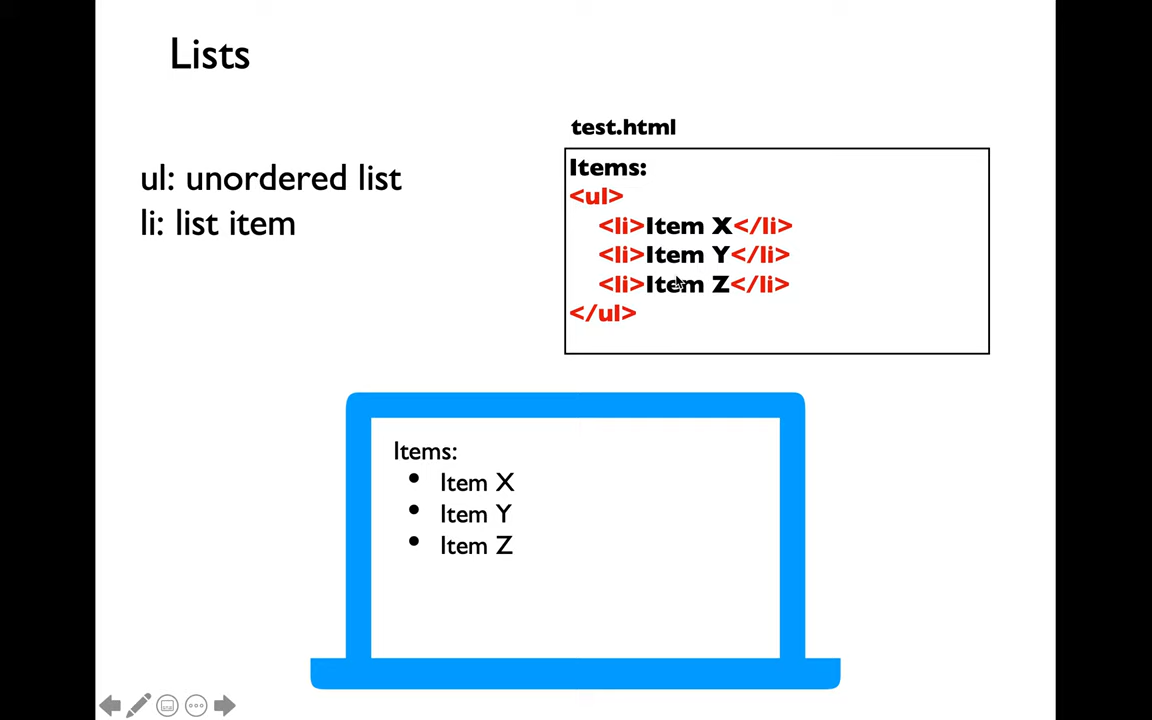 Lists
ul: unordered list
li: list item
test.html
Items:
<ul>
<li>Item X</li>
<li>Item Y</li>
<li>Item Z</li>
</ul>
Items:
• Item X
• Item Y
• Item Z